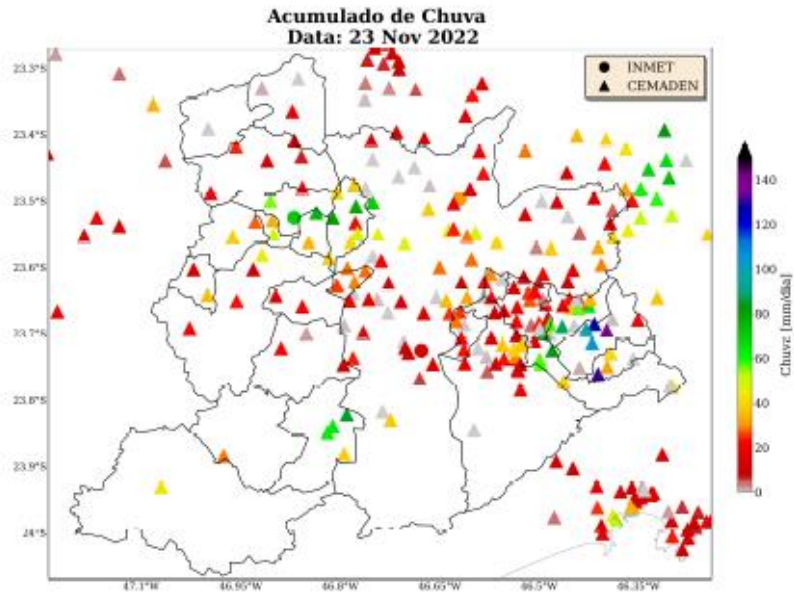 Acumulado de Chuva
Data: 23 Nov 2022
INMET
CEMADEN
23.3°S
23.4°S
23.5°S
23.6°S
23.7°S
23.8°S
23.9°S
24°S
47.1°W
46.95°W
46.8°W
46.65°W
46.5°W
46.35°W
140
120
100
80
60
40
20
0
Chuva [mm/dia]